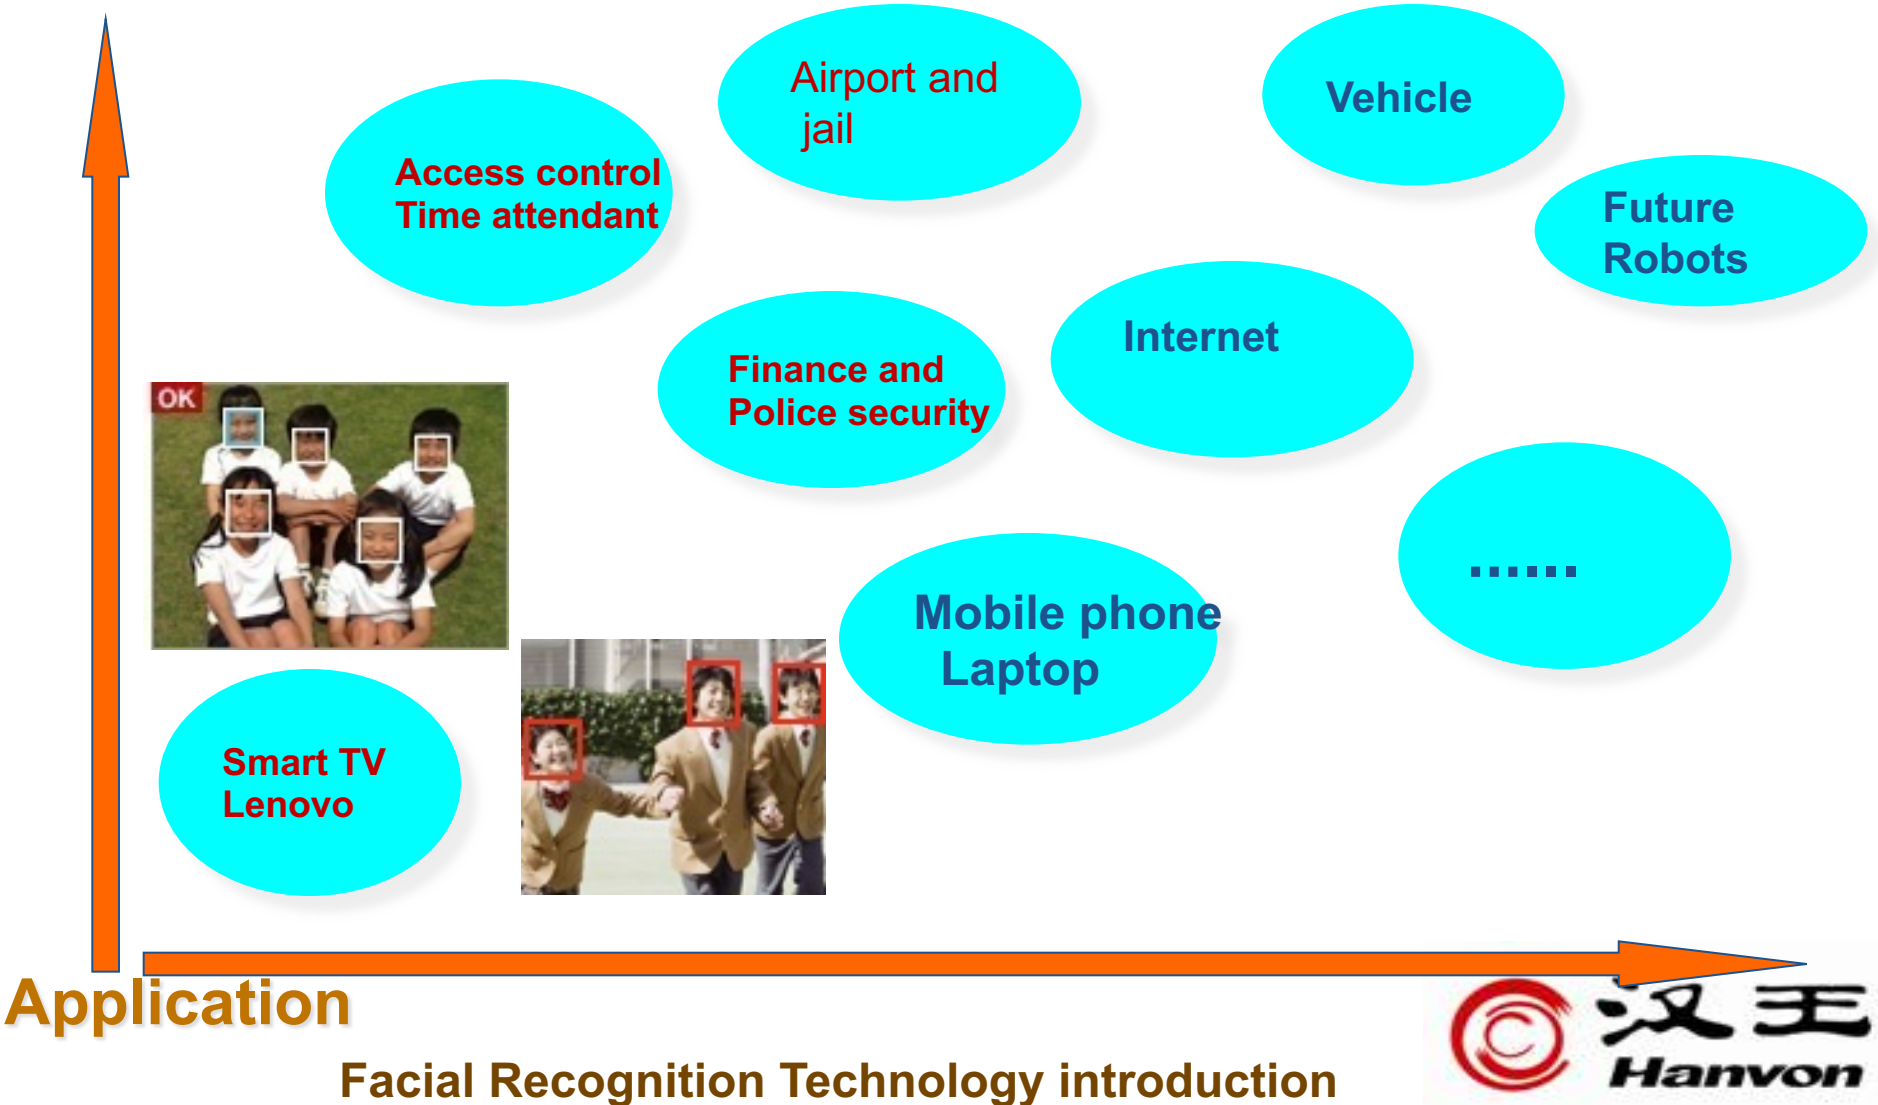 Airport and
jail
Vehicle
Access control
Time attendant
Future
Robots
Internet
Finance and
Police security
OK
......
Mobile phone
Laptop
Smart TV
Lenovo
Application
汉王
Hanvon
Facial Recognition Technology introduction